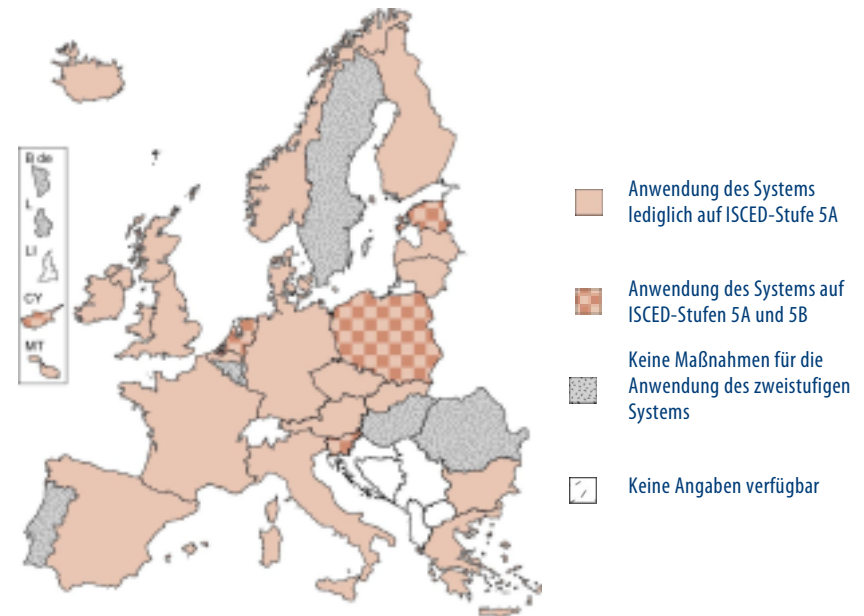 B de
L
LI
CY
MT
Anwendung des Systems
lediglich auf ISCED-Stufe 5A
Anwendung des Systems auf
ISCED-Stufen 5A und 5B
Keine Maßnahmen für die
Anwendung des zweistufigen
Systems
Keine Angaben verfügbar